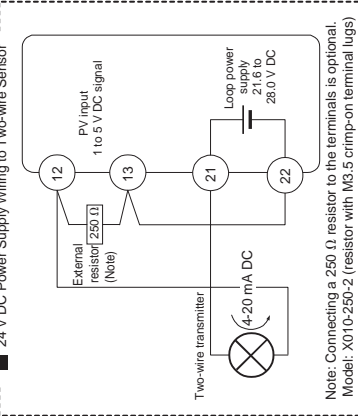 24 V DC Power Supply Wiring to Two-wire Sensor
PV input
1 to 5 V DC signal
12
13
External
resistor
(Note)
250 Ω
Loop power
supply
21.6 to
28.0 V DC
21
22
Two-wire transmitter
4-20 mA DC
Note: Connecting a 250 Ω resistor to the terminals is optional.
Model: X010-250-2 (resistor with M3.5 crimp-on terminal lugs)